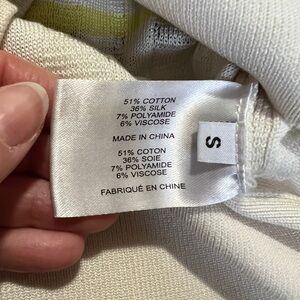 51% COTTON
36% SILK
7% POLYAMIDE
6% VISCOSE
MADE IN CHINA
51% COTON
36% SOIE
7% POLYAMIDE
6% VISCOSE
FABRIQUÉ EN CHINE
S